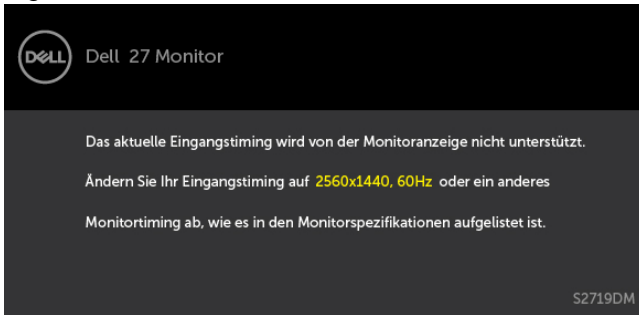 DELL
Dell 27 Monitor
Das aktuelle Eingangstiming wird von der Monitoranzeige nicht unterstützt.
Ändern Sie Ihr Eingangstiming auf 2560x1440, 60Hz oder ein anderes
Monitortiming ab, wie es in den Monitorspezifikationen aufgelistet ist.
S2719DM